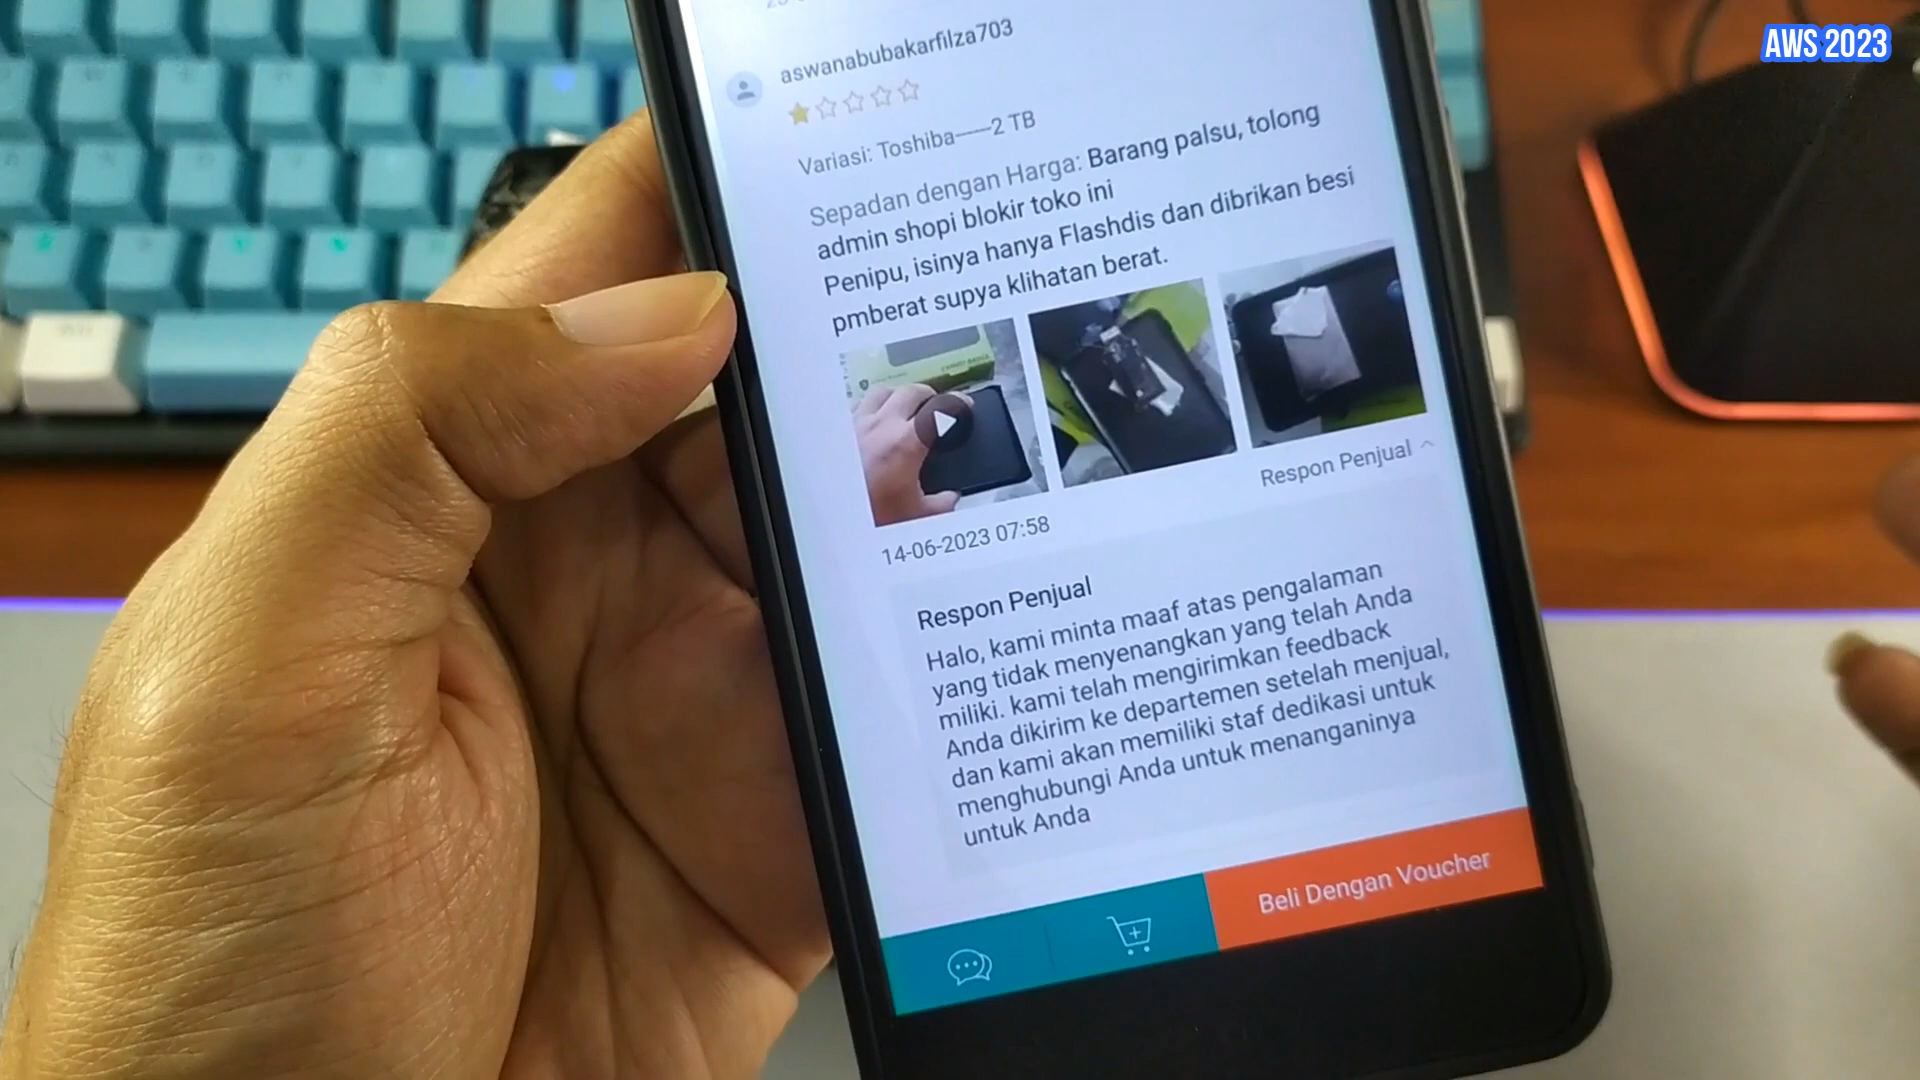 AWS 2023
aswanabubakarfilza703
Variasi: Toshiba——2 TB
Sepadan dengan Harga: Barang palsu, tolong
admin shopi blokir toko ini
Penipu, isinya hanya Flashdis dan dibrikan besi
pmberat supya klihatan berat.
Respon Penjual
14-06-2023 07:58
Respon Penjual
Halo, kami minta maaf atas pengalaman
yang tidak menyenangkan yang telah Anda
miliki. kami telah mengirimkan feedback
Anda dikirim ke departemen setelah menjual,
dan kami akan memiliki staf dedikasi untuk
menghubungi Anda untuk menanganinya
untuk Anda
Beli Dengan Voucher